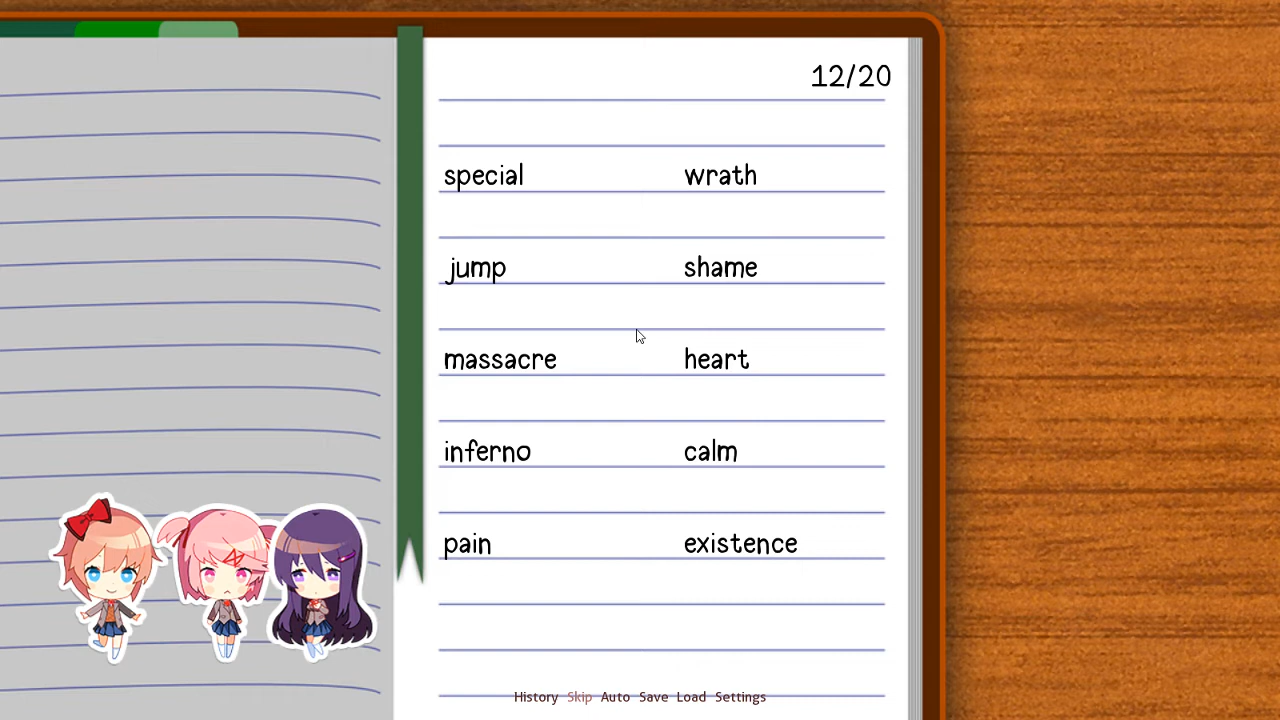 12/20
special wrath
jump shame
massacre heart
inferno calm
pain existence
History Skip Auto Save Load Settings